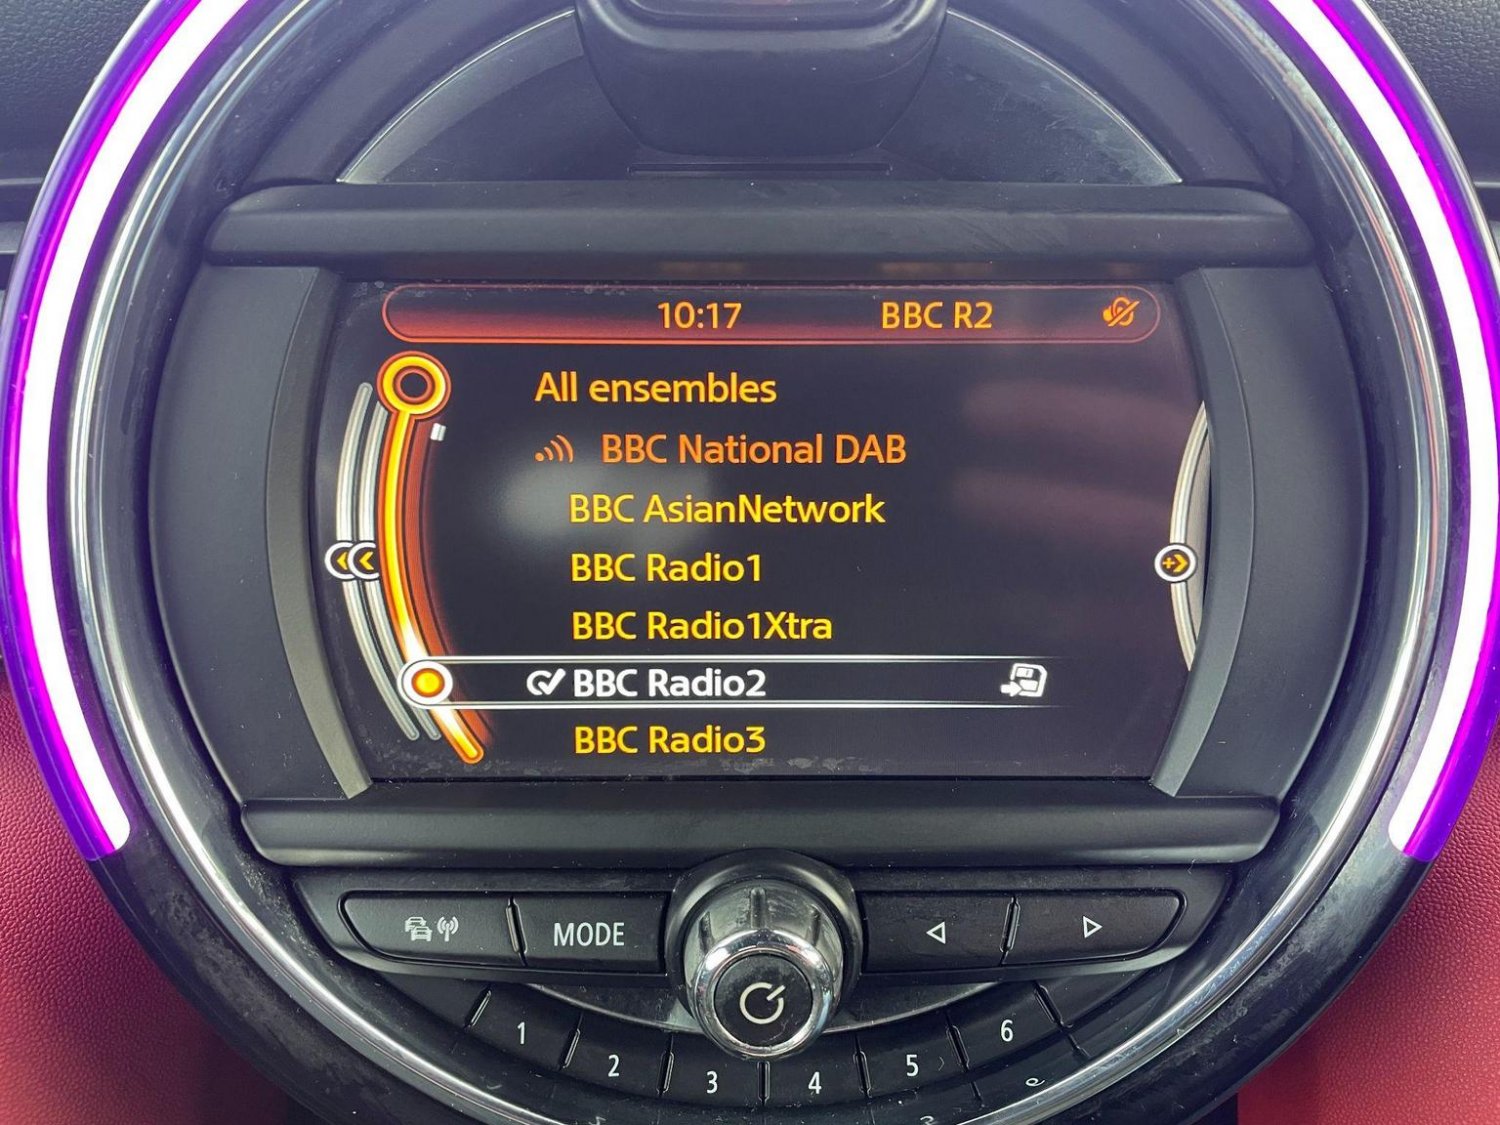 10:17 BBC R2
All ensembles
BBC National DAB
BBC AsianNetwork
BBC Radio1
BBC Radio1Xtra
BBC Radio2
BBC Radio3
MODE
1 2 3 4 5 6